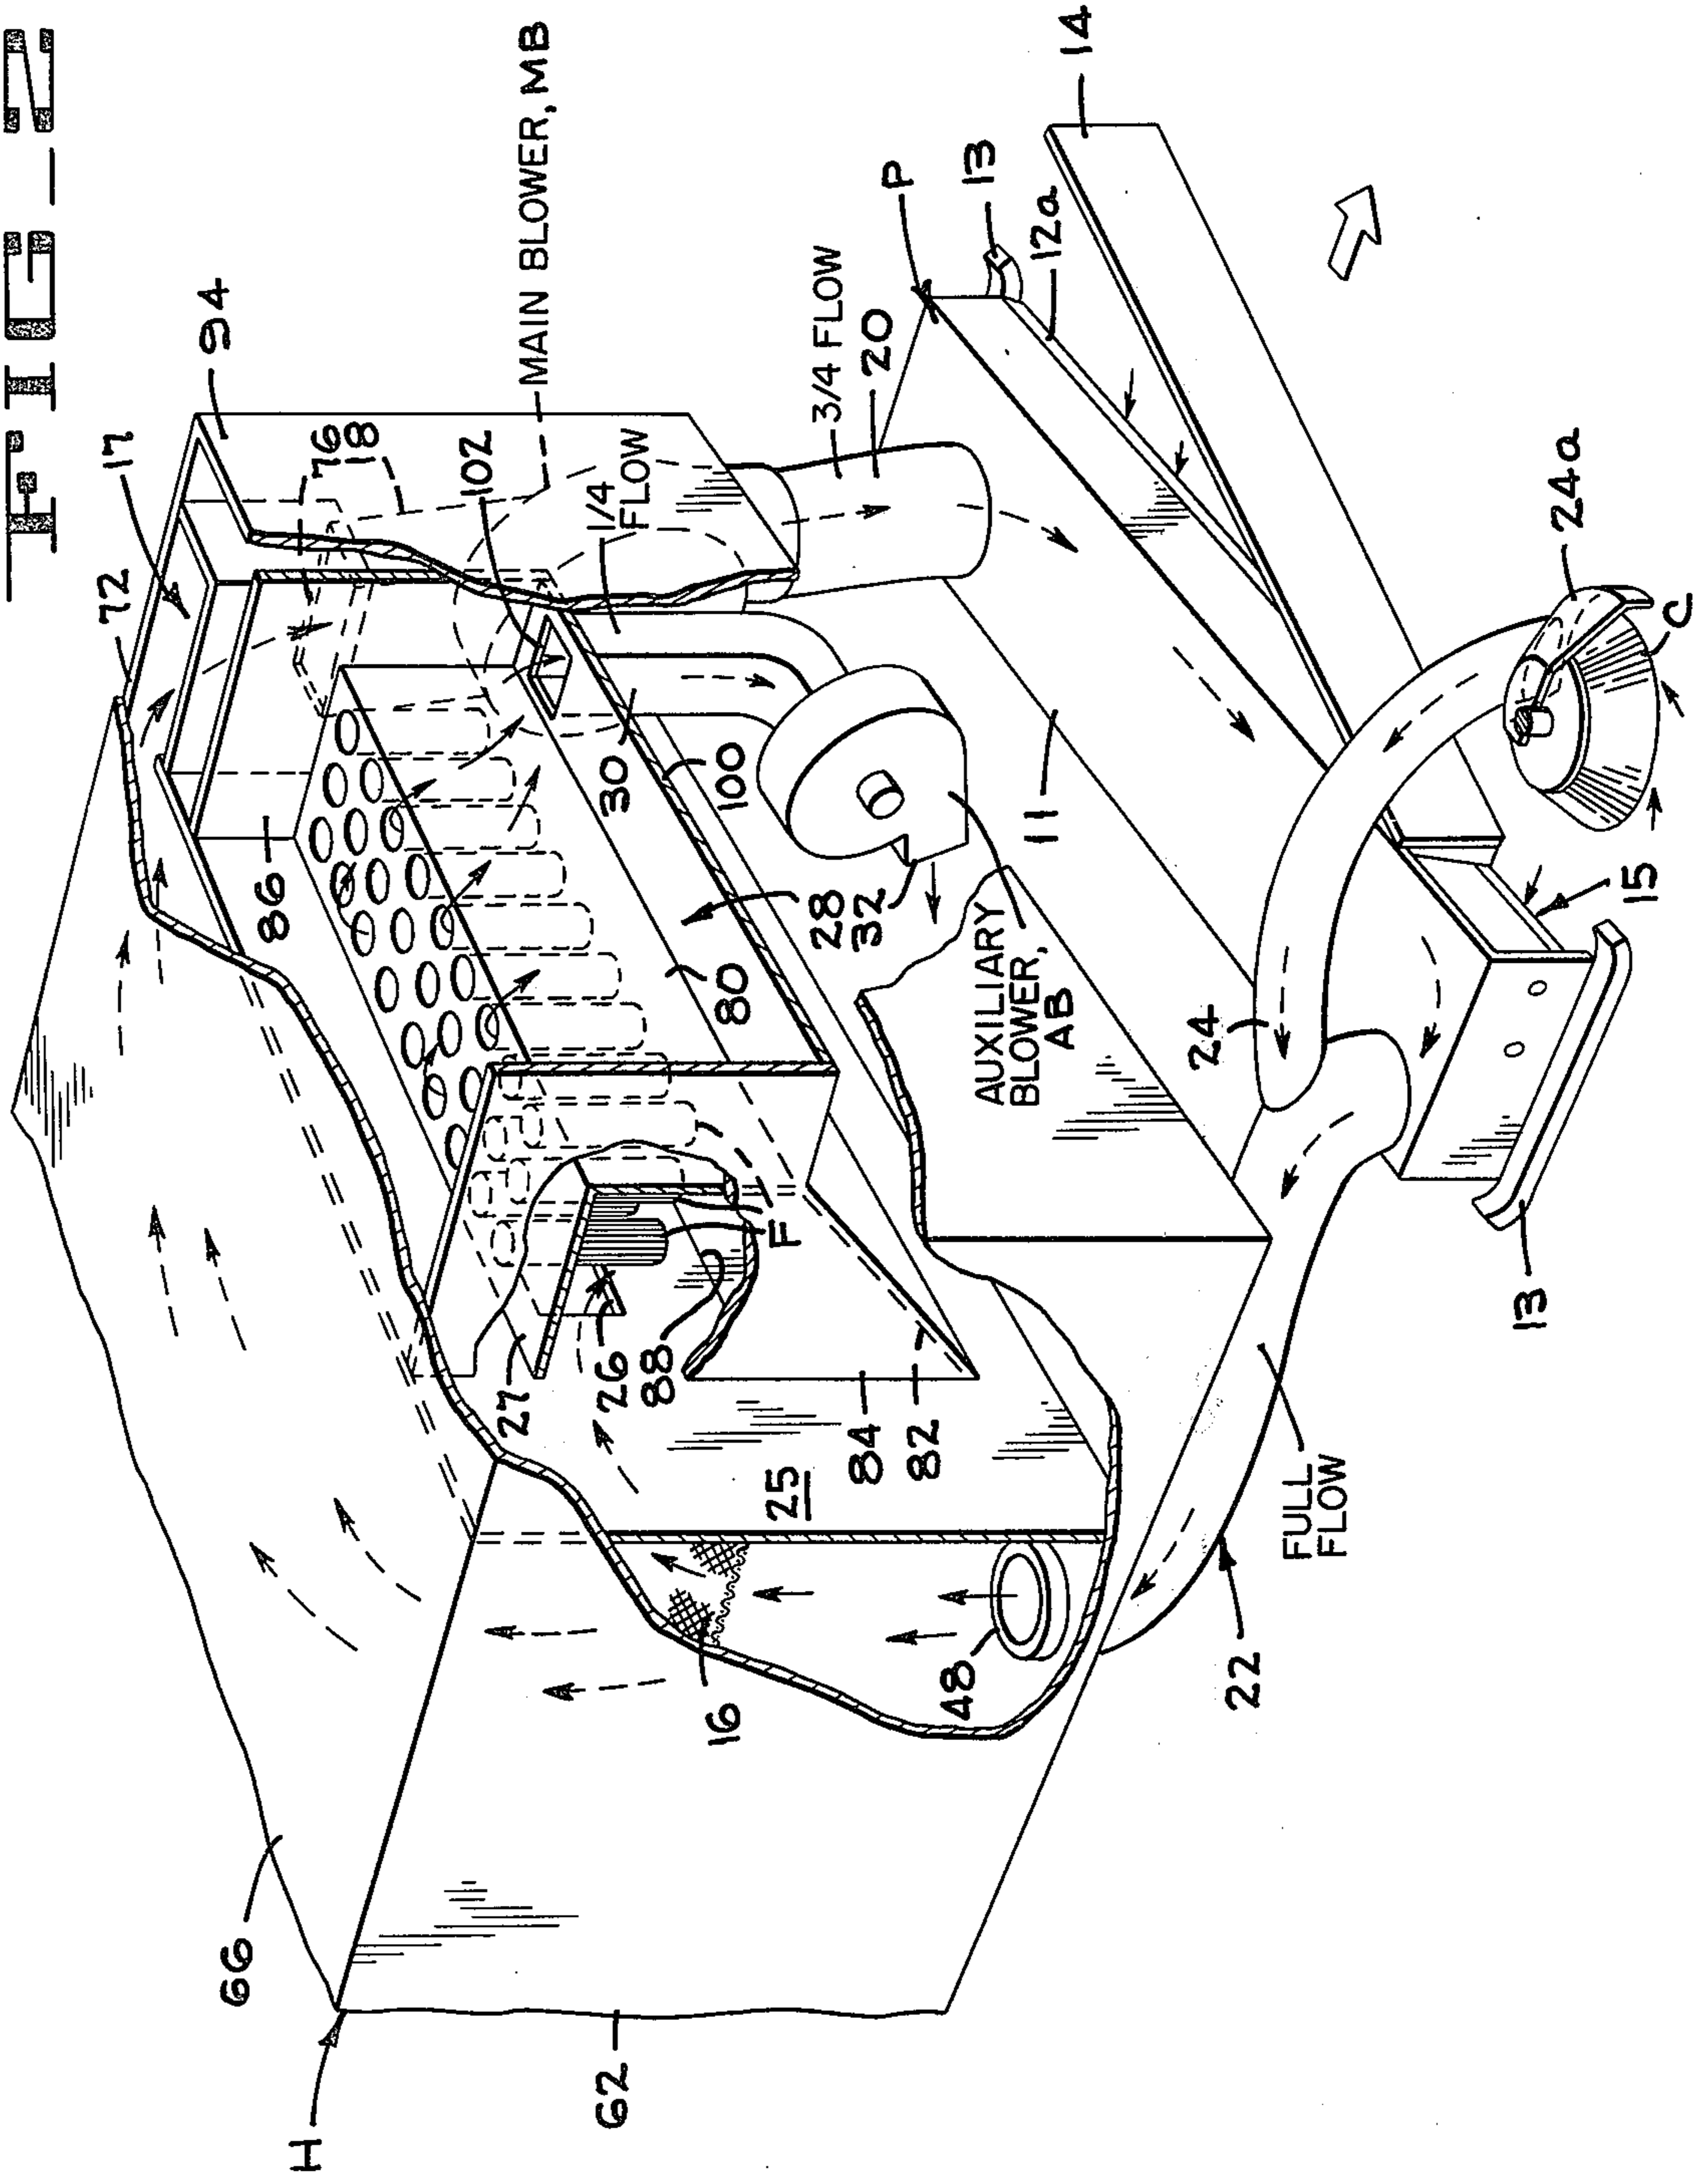 FIG_2
14
MAIN BLOWER, MB
94
P
13
12a
17
3/4 FLOW
20
76
18
102
1/4
FLOW
72
24a
C
30
100
11
86
28
32
15
80
AUXILIARY
BLOWER,
AB
24
F
13
27
26
88
84
82
25
FULL
FLOW
48
22
16
66
62
H